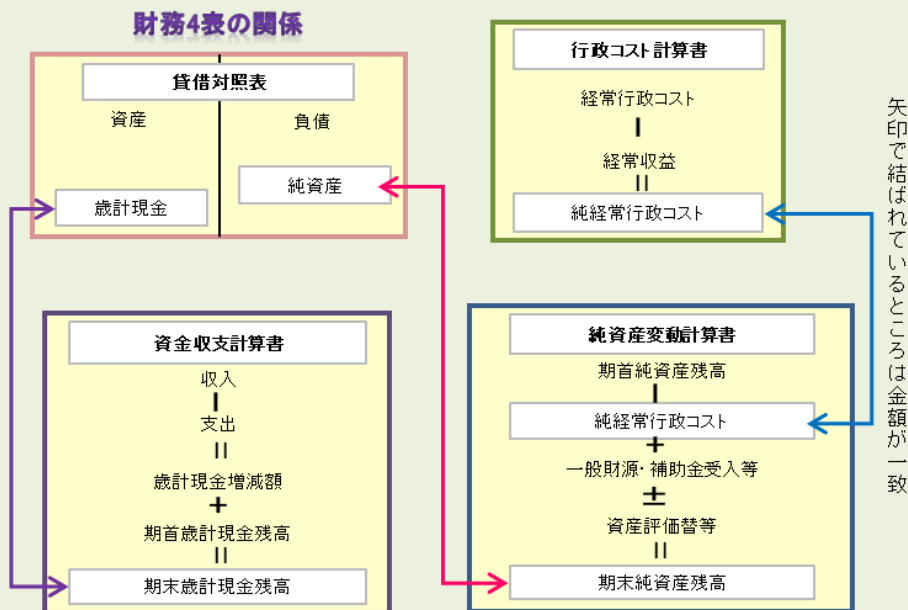 財務4表の関係
貸借対照表
資産
負債
純資産
歳計現金
行政コスト計算書
経常行政コスト
ー
経常収益
=
純経常行政コスト
資金収支計算書
収入
ー
支出
=
歳計現金増減額
+
期首歳計現金残高
=
期末歳計現金残高
純資産変動計算書
期首純資産残高
ー
純経常行政コスト
+
一般財源・補助金受入等
±
資産評価替等
=
期末純資産残高
矢印で結ばれているところは金額が一致